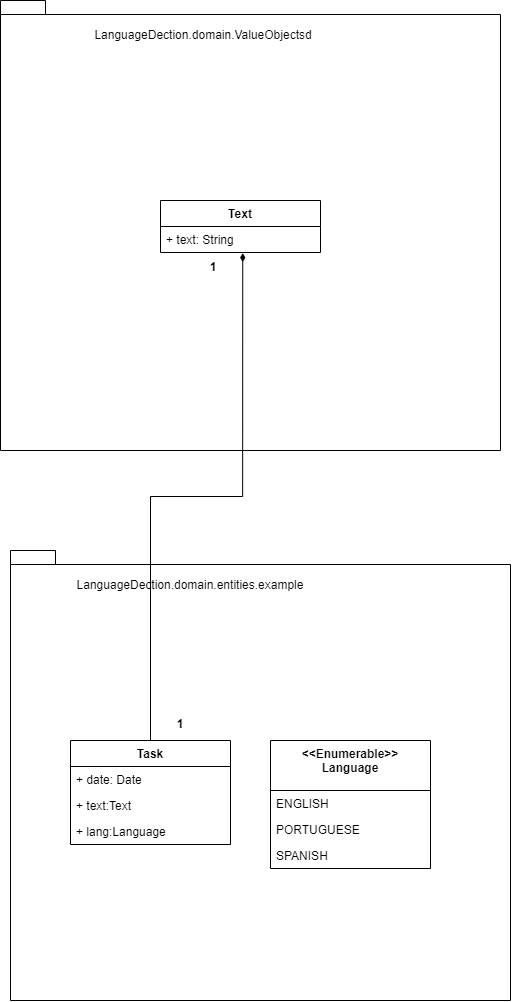 LanguageDection.domain.ValueObjectsd
Text
+ text: String
1
LanguageDection.domain.entities.example
1
Task
+ date: Date
+ text:Text
+ lang:Language
<<Enumerable>>
Language
ENGLISH
PORTUGUESE
SPANISH